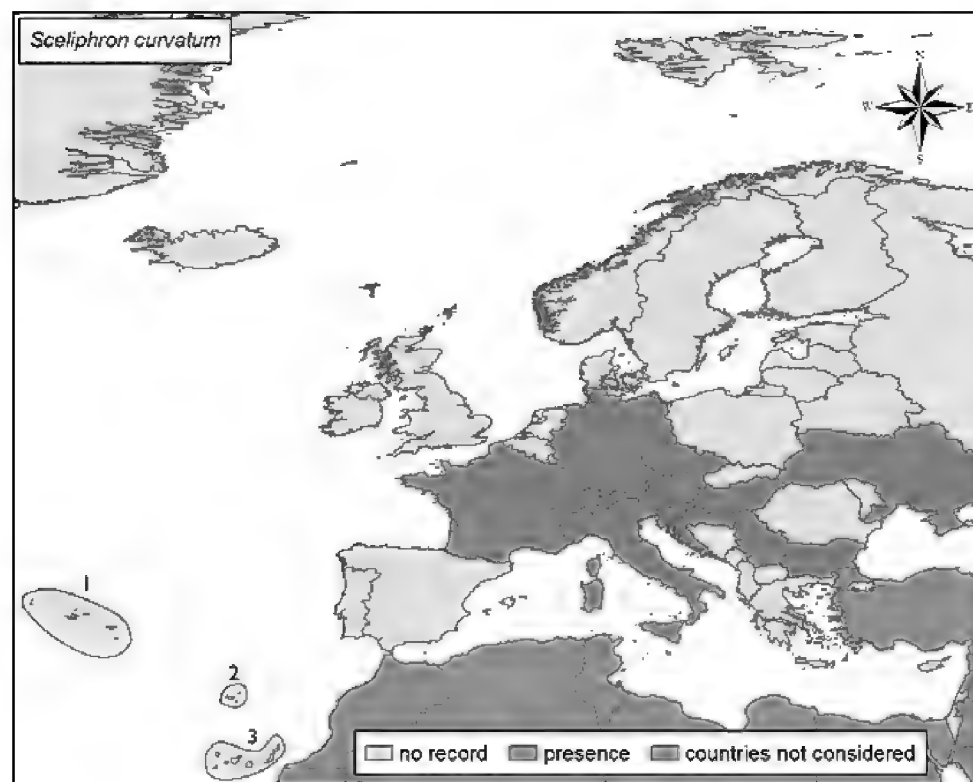 Sceliphron curvatum
N
W E
S
1
2
3
no record presence countries not considered